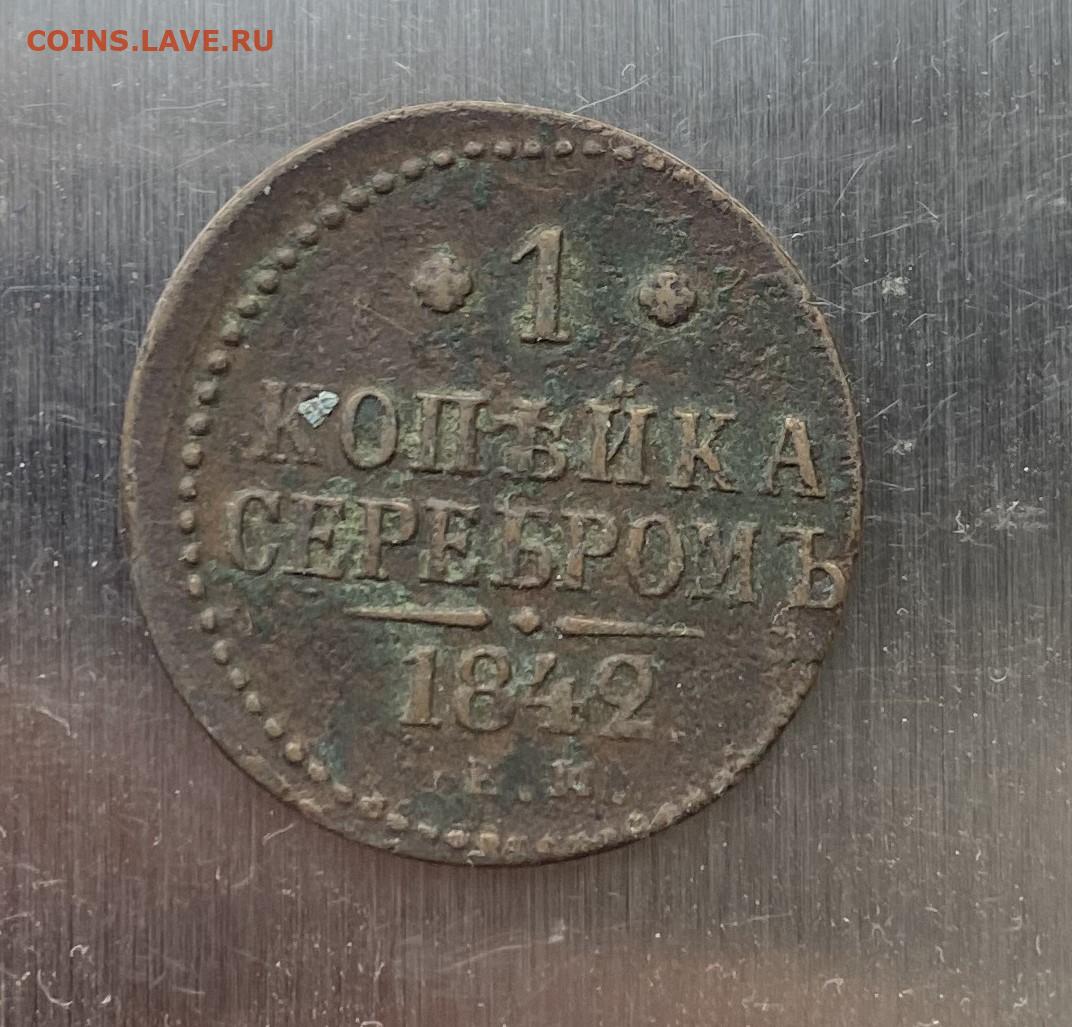 COINS.LAVE.RU
1
КОПѢЙКА
СЕРЕБРОМЪ
1842
Е.М.